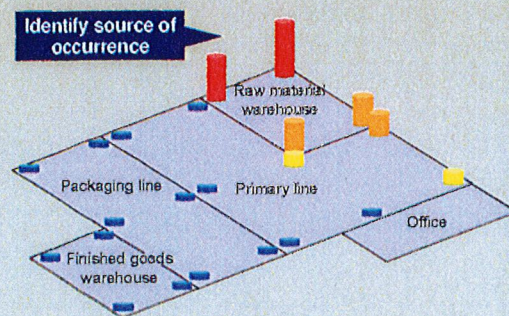 Identify source of
occurrence
Raw material
warehouse
Packaging line
Primary line
Office
Finished goods
warehouse